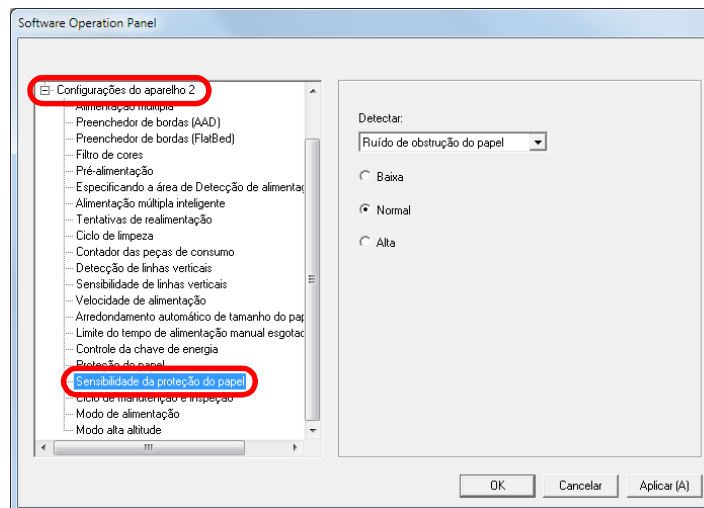 Software Operation Panel
Configurações do aparelho 2
Alimentação múltipla
Preenchedor de bordas (AAD)
Preenchedor de bordas (FlatBed)
Filtro de cores
Pré-alimentação
Especificando a área de Detecção de alimentaç
Alimentação múltipla inteligente
Tentativas de realimentação
Ciclo de limpeza
Contador das peças de consumo
Detecção de linhas verticais
Sensibilidade de linhas verticais
Velocidade de alimentação
Arredondamento automático de tamanho do pap
Limite do tempo de alimentação manual esgotad
Controle da chave de energia
Proteção do papel
Sensibilidade da proteção do papel
Ciclo de manutenção e inspeção
Modo de alimentação
Modo alta altitude
Detectar:
Ruído de obstrução do papel
Baixa
Normal
Alta
OK
Cancelar
Aplicar (A)